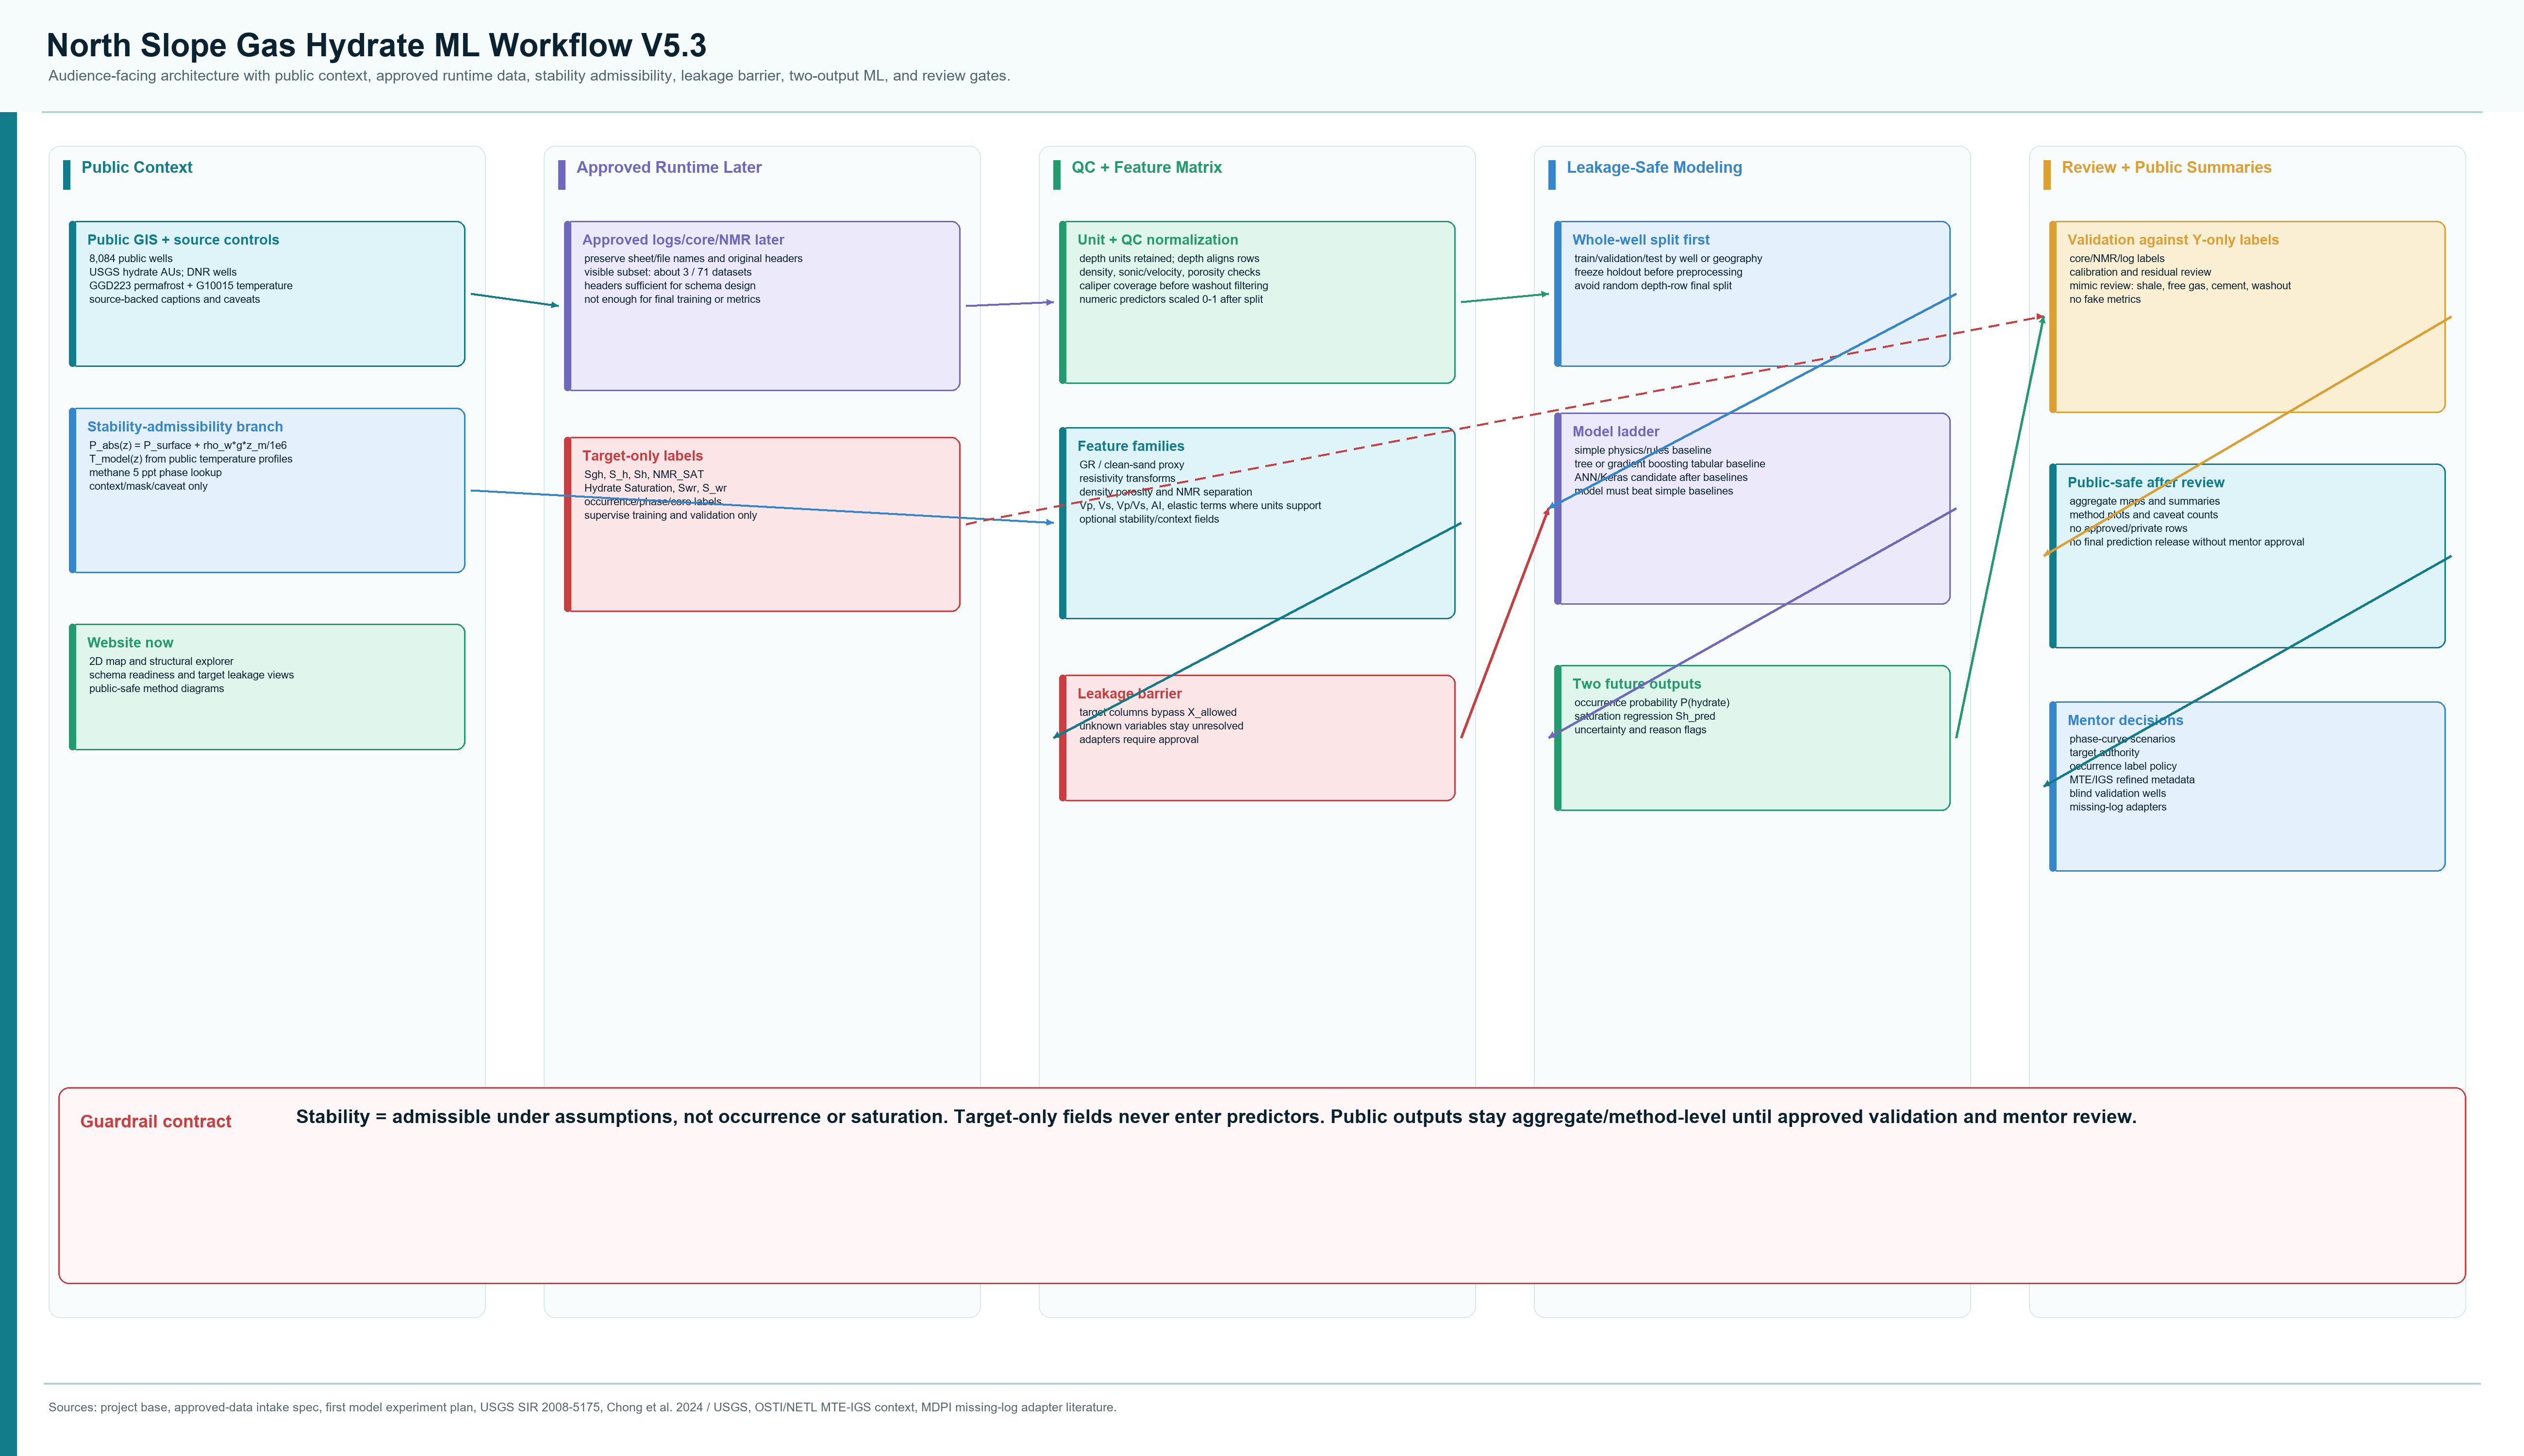 North Slope Gas Hydrate ML Workflow V5.3
Audience-facing architecture with public context, approved runtime data, stability admissibility, leakage barrier, two-output ML, and review gates.
Public Context
Public GIS + source controls
8,084 public wells
USGS hydrate AUs; DNR wells
GGD223 permafrost + G10015 temperature
source-backed captions and caveats
Stability-admissibility branch
P_abs(z) = P_surface + rho_w*g*z_m/1e6
T_model(z) from public temperature profiles
methane 5 ppt phase lookup
context/mask/caveat only
Website now
2D map and structural explorer
schema readiness and target leakage views
public-safe method diagrams
Approved Runtime Later
Approved logs/core/NMR later
preserve sheet/file names and original headers
visible subset: about 3 / 71 datasets
headers sufficient for schema design
not enough for final training or metrics
Target-only labels
Sgh, S_h, Sh, NMR_SAT
Hydrate Saturation, Swr, S_wr
occurrence/phase/core labels
supervise training and validation only
QC + Feature Matrix
Unit + QC normalization
depth units retained; depth aligns rows
density, sonic/velocity, porosity checks
caliper coverage before washout filtering
numeric predictors scaled 0-1 after split
Feature families
GR / clean-sand proxy
resistivity transforms
density porosity and NMR separation
Vp, Vs, Vp/Vs, AI, elastic terms where units support
optional stability/context fields
Leakage barrier
target columns bypass X_allowed
unknown variables stay unresolved
adapters require approval
Leakage-Safe Modeling
Whole-well split first
train/validation/test by well or geography
freeze holdout before preprocessing
avoid random depth-row final split
Model ladder
simple physics/rules baseline
tree or gradient boosting tabular baseline
ANN/Keras candidate after baselines
model must beat simple baselines
Two future outputs
occurrence probability P(hydrate)
saturation regression Sh_pred
uncertainty and reason flags
Review + Public Summaries
Validation against Y-only labels
core/NMR/log labels
calibration and residual review
mimic review: shale, free gas, cement, washout
no fake metrics
Public-safe after review
aggregate maps and summaries
method plots and caveat counts
no approved/private rows
no final prediction release without mentor approval
Mentor decisions
phase-curve scenarios
target authority
occurrence label policy
MTE/IGS refined metadata
blind validation wells
missing-log adapters
Guardrail contract
Stability = admissible under assumptions, not occurrence or saturation. Target-only fields never enter predictors. Public outputs stay aggregate/method-level until approved validation and mentor review.
Sources: project base, approved-data intake spec, first model experiment plan, USGS SIR 2008-5175, Chong et al. 2024 / USGS, OSTI/NETL MTE-IGS context, MDPI missing-log adapter literature.